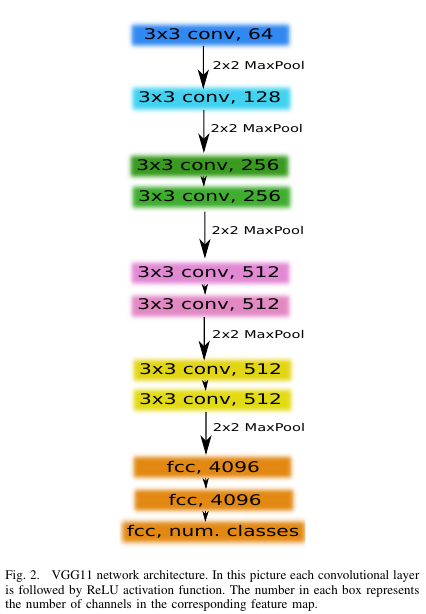 3x3 conv, 64
2x2 MaxPool
3x3 conv, 128
2x2 MaxPool
3x3 conv, 256
3x3 conv, 256
2x2 MaxPool
3x3 conv, 512
3x3 conv, 512
2x2 MaxPool
3x3 conv, 512
3x3 conv, 512
2x2 MaxPool
fcc, 4096
fcc, 4096
fcc, num. classes
Fig. 2. VGG11 network architecture. In this picture each convolutional layer
is followed by ReLU activation function. The number in each box represents
the number of channels in the corresponding feature map.